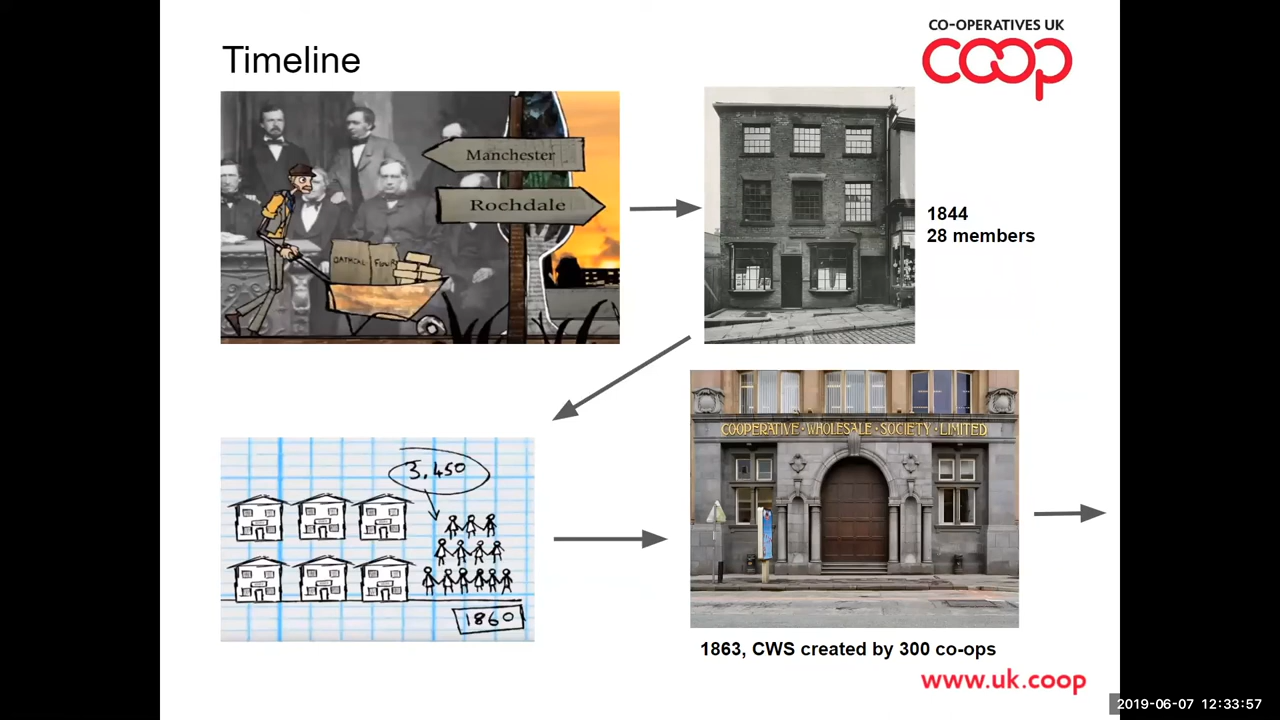 Timeline
CO-OPERATIVES UK
coop
Manchester
Rochdale
OATMEAL
FLOUR
1844
28 members
3,450
1860
COOPERATIVE · WHOLESALE · SOCIETY · LIMITED
1863, CWS created by 300 co-ops
www.uk.coop
2019-06-07 12:33:57